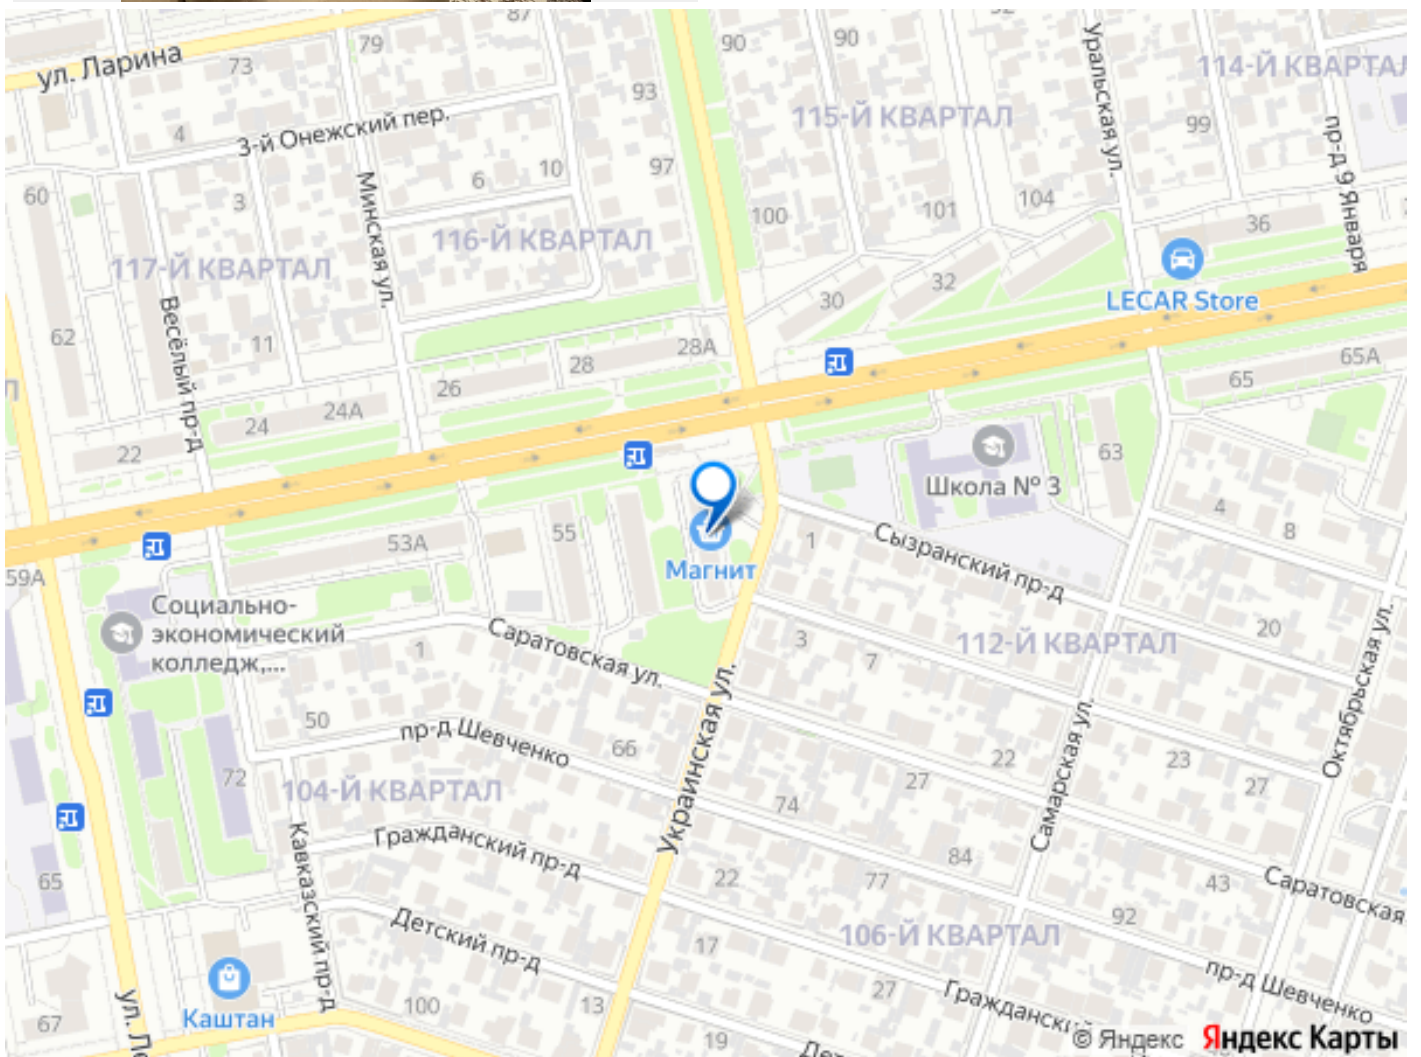 87
79
90
90
ул. Ларина
73
Уральская ул.
114-Й КВАРТАЛ
93
115-Й КВАРТАЛ
99
пр-д 9 Января
4
3-й Онежский пер.
97
10
6
60
3
Минская ул.
100
101
104
36
116-Й КВАРТАЛ
117-Й КВАРТАЛ
32
LECAR Store
30
Весёлый пр-д
62
11
28А
28
26
65А
65
24А
24
22
63
Школа № 3
4
8
55
53А
1
Сызранский пр-д
Магнит
59А
Социально-
экономический
колледж,...
1
Саратовская ул.
3
7
112-Й КВАРТАЛ
20
Октябрьская ул.
50
пр-д Шевченко
66
Украинская ул.
22
23
27
27
Самарская ул.
72
104-Й КВАРТАЛ
74
Кавказский пр-д
Гражданский пр-д
84
65
22
77
43
Саратовская
92
Детский пр-д
17
106-Й КВАРТАЛ
пр-д Шевченко
27
Гражданский
Каштан
100
13
67
ул. Ле
19
Дет
© Яндекс Яндекс Карты